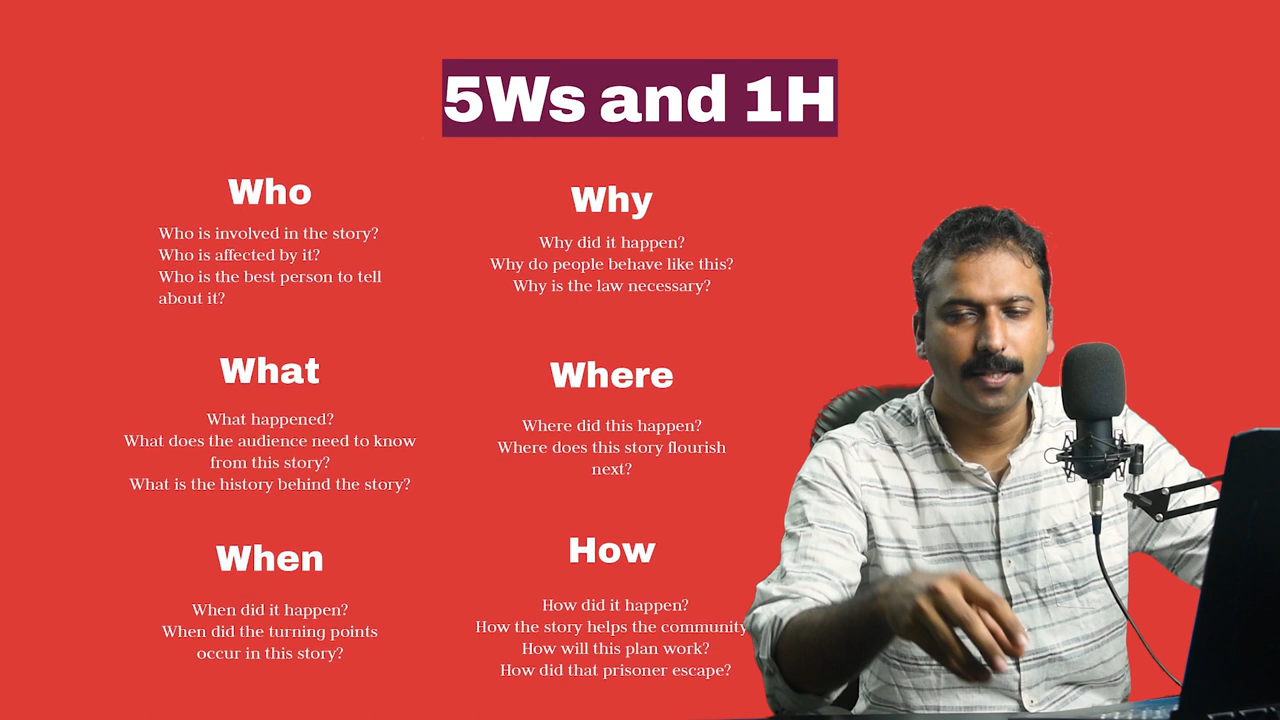 5Ws and 1H
Who
Who is involved in the story?
Who is affected by it?
Who is the best person to tell
about it?
Why
Why did it happen?
Why do people behave like this?
Why is the law necessary?
What
What happened?
What does the audience need to know
from this story?
What is the history behind the story?
Where
Where did this happen?
Where does this story flourish
next?
When
When did it happen?
When did the turning points
occur in this story?
How
How did it happen?
How the story helps the community
How will this plan work?
How did that prisoner escape?